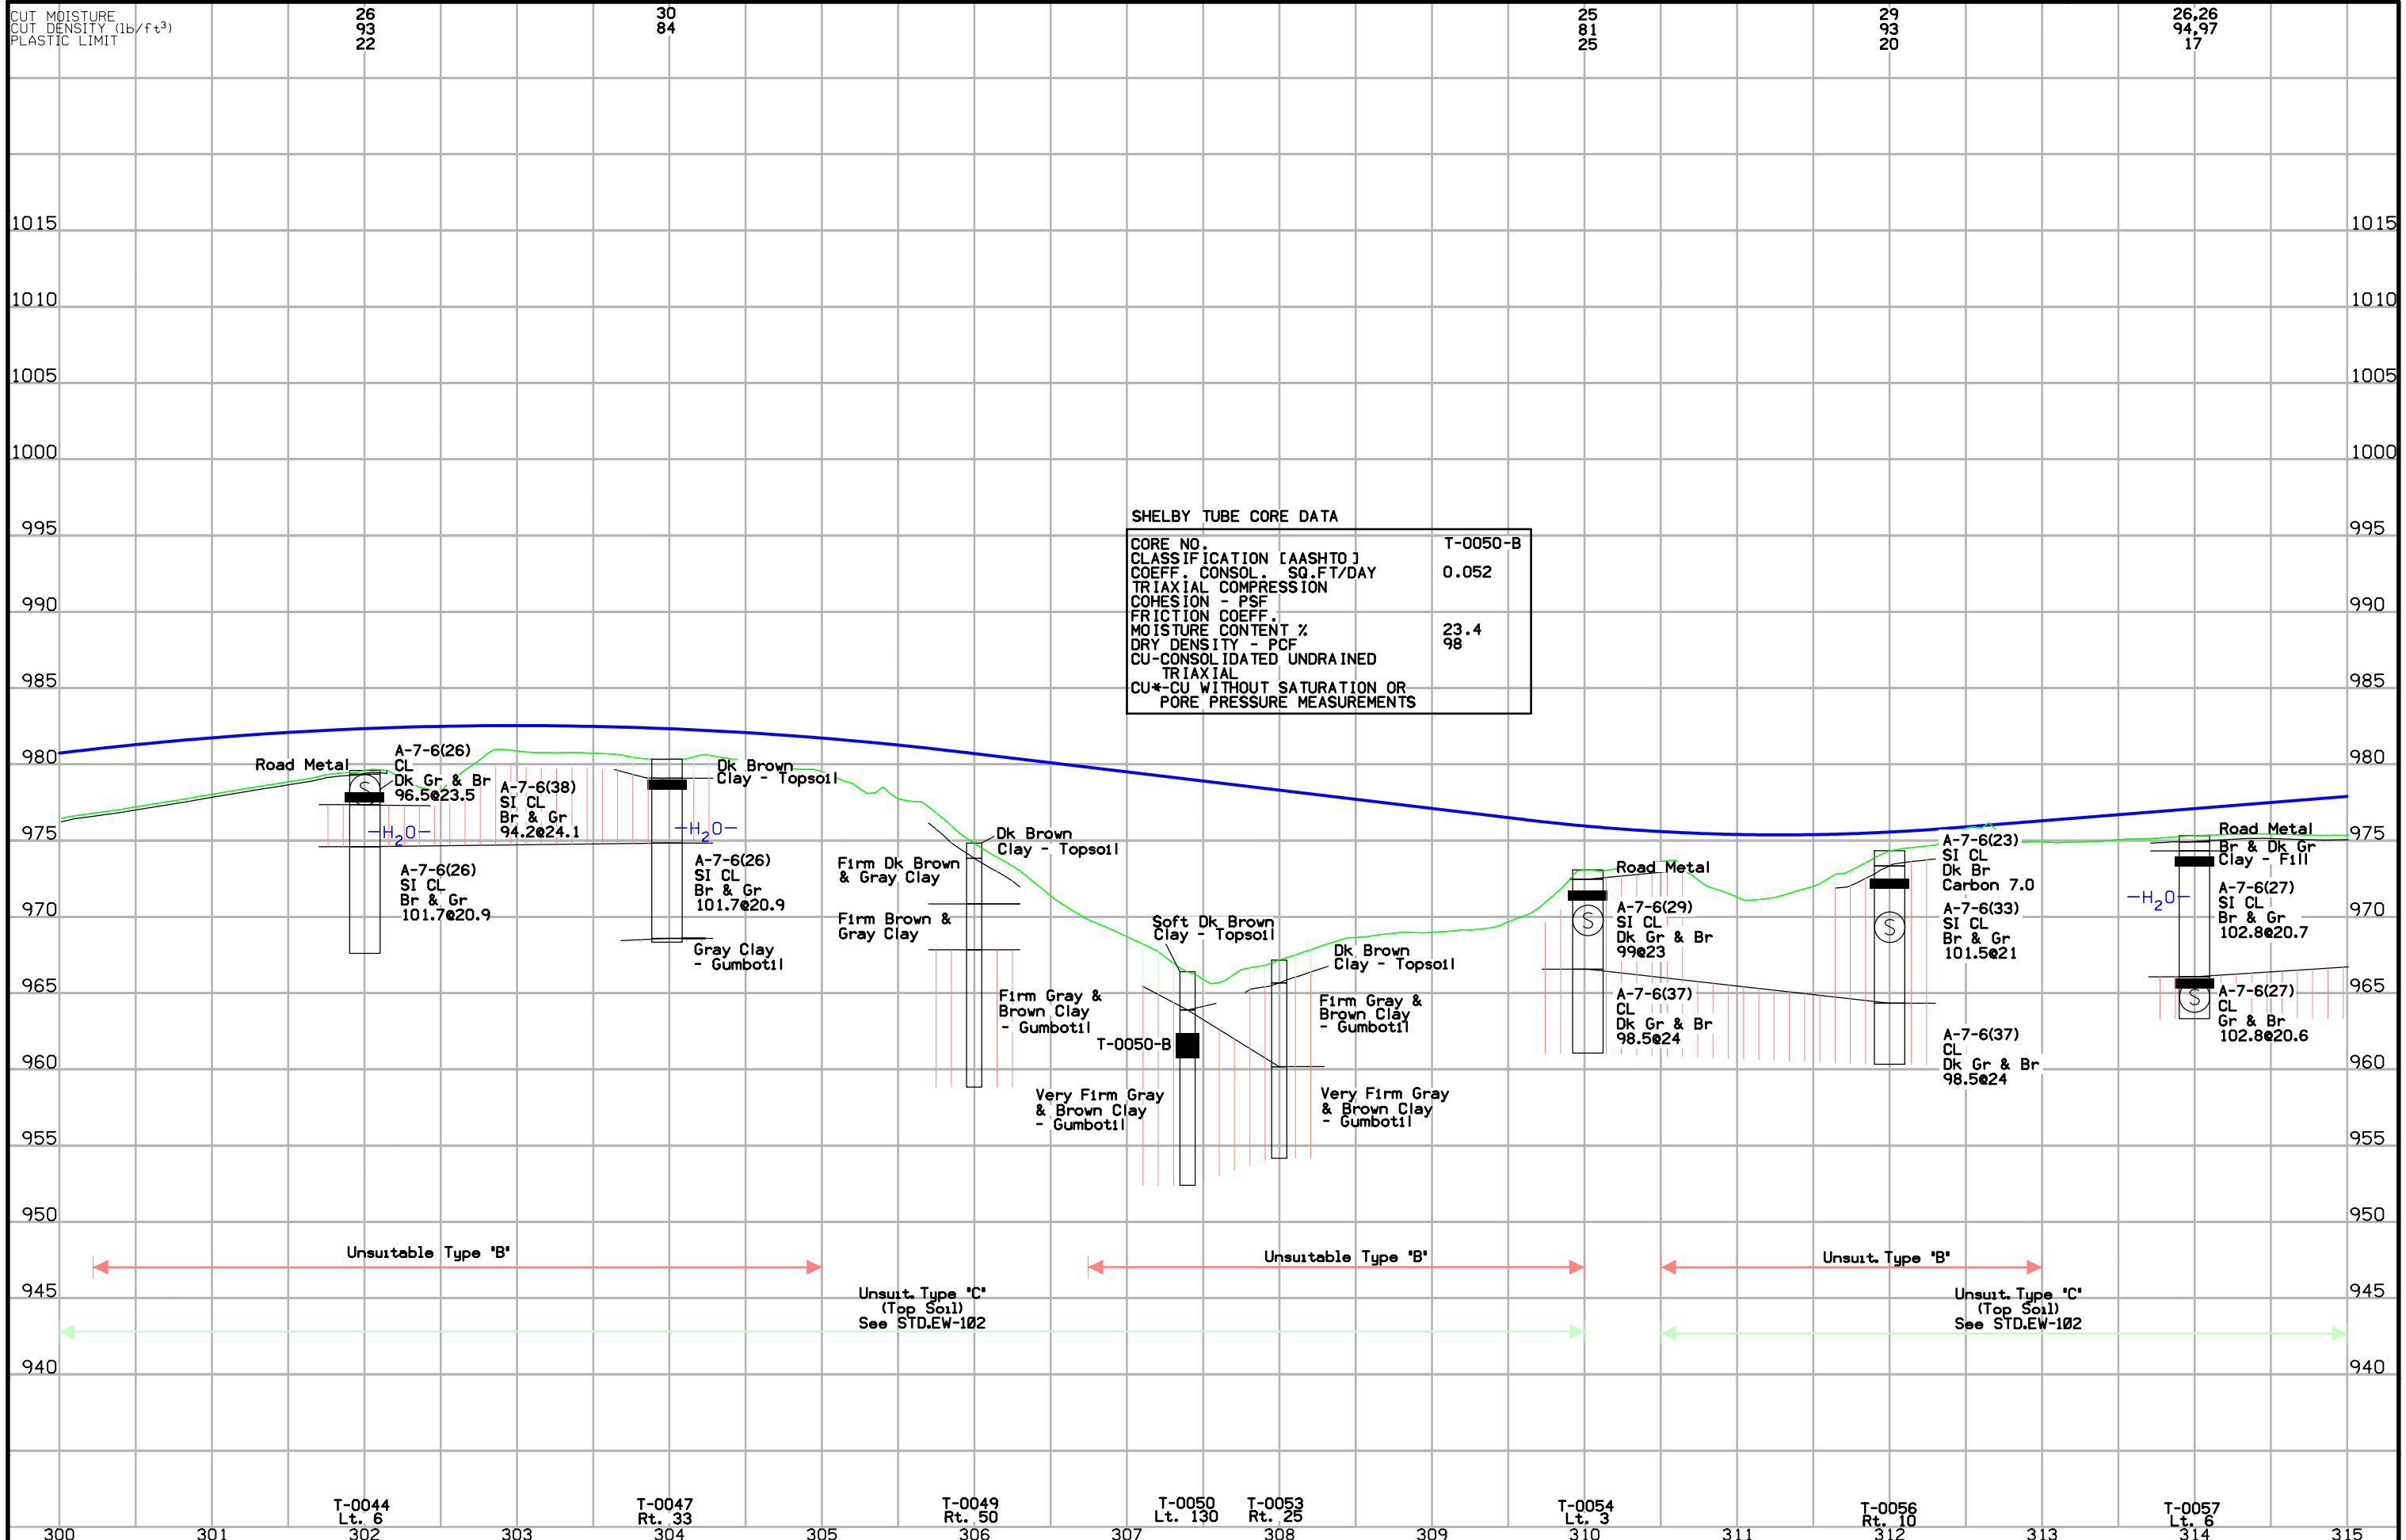 CUT MOISTURE
CUT DENSITY (lb/ft³)
PLASTIC LIMIT
26
93
22
30
84
25
81
25
29
93
20
26,26
94,97
17
1015 1015
1010 1010
1005 1005
1000 1000
995 995
990 990
985 985
980 980
975 975
970 970
965 965
960 960
955 955
950 950
945 945
940 940
SHELBY TUBE CORE DATA
CORE NO. T-0050-B
CLASSIFICATION [AASHTO]
COEFF. CONSOL. SQ.FT/DAY 0.052
TRIAXIAL COMPRESSION
COHESION - PSF
FRICTION COEFF.
MOISTURE CONTENT % 23.4
DRY DENSITY - PCF 98
CU-CONSOLIDATED UNDRAINED
TRIAXIAL
CU*-CU WITHOUT SATURATION OR
PORE PRESSURE MEASUREMENTS
Road Metal
S
A-7-6(26)
CL
Dk Gr & Br
96.5@23.5
H₂O
A-7-6(26)
SI CL
Br & Gr
101.7@20.9
A-7-6(38)
SI CL
Br & Gr
94.2@24.1
Dk Brown
Clay - Topsoil
H₂O
A-7-6(26)
SI CL
Br & Gr
101.7@20.9
Gray Clay
- Gumbotil
Dk Brown
Clay - Topsoil
Firm Dk Brown
& Gray Clay
Firm Brown &
Gray Clay
Firm Gray &
Brown Clay
- Gumbotil
Soft Dk Brown
Clay - Topsoil
T-0050-B
Very Firm Gray
& Brown Clay
- Gumbotil
Dk Brown
Clay - Topsoil
Firm Gray &
Brown Clay
- Gumbotil
Very Firm Gray
& Brown Clay
- Gumbotil
Road Metal
S
A-7-6(29)
SI CL
Dk Gr & Br
99@23
A-7-6(37)
CL
Dk Gr & Br
98.5@24
S
A-7-6(23)
SI CL
Dk Br
Carbon 7.0
A-7-6(33)
SI CL
Br & Gr
101.5@21
A-7-6(37)
CL
Dk Gr & Br
98.5@24
Road Metal
Br & Dk Gr
Clay - Fill
H₂O
A-7-6(27)
SI CL
Br & Gr
102.8@20.7
S
A-7-6(27)
CL
Gr & Br
102.8@20.6
Unsuitable Type "B"
Unsuitable Type "B"
Unsuit. Type "B"
Unsuit. Type "C"
(Top Soil)
See STD.EW-102
Unsuit. Type "C"
(Top Soil)
See STD.EW-102
T-0044
Lt. 6
T-0047
Rt. 33
T-0049
Rt. 50
T-0050
Lt. 130
T-0053
Rt. 25
T-0054
Lt. 3
T-0056
Rt. 10
T-0057
Lt. 6
300 301 302 303 304 305 306 307 308 309 310 311 312 313 314 315